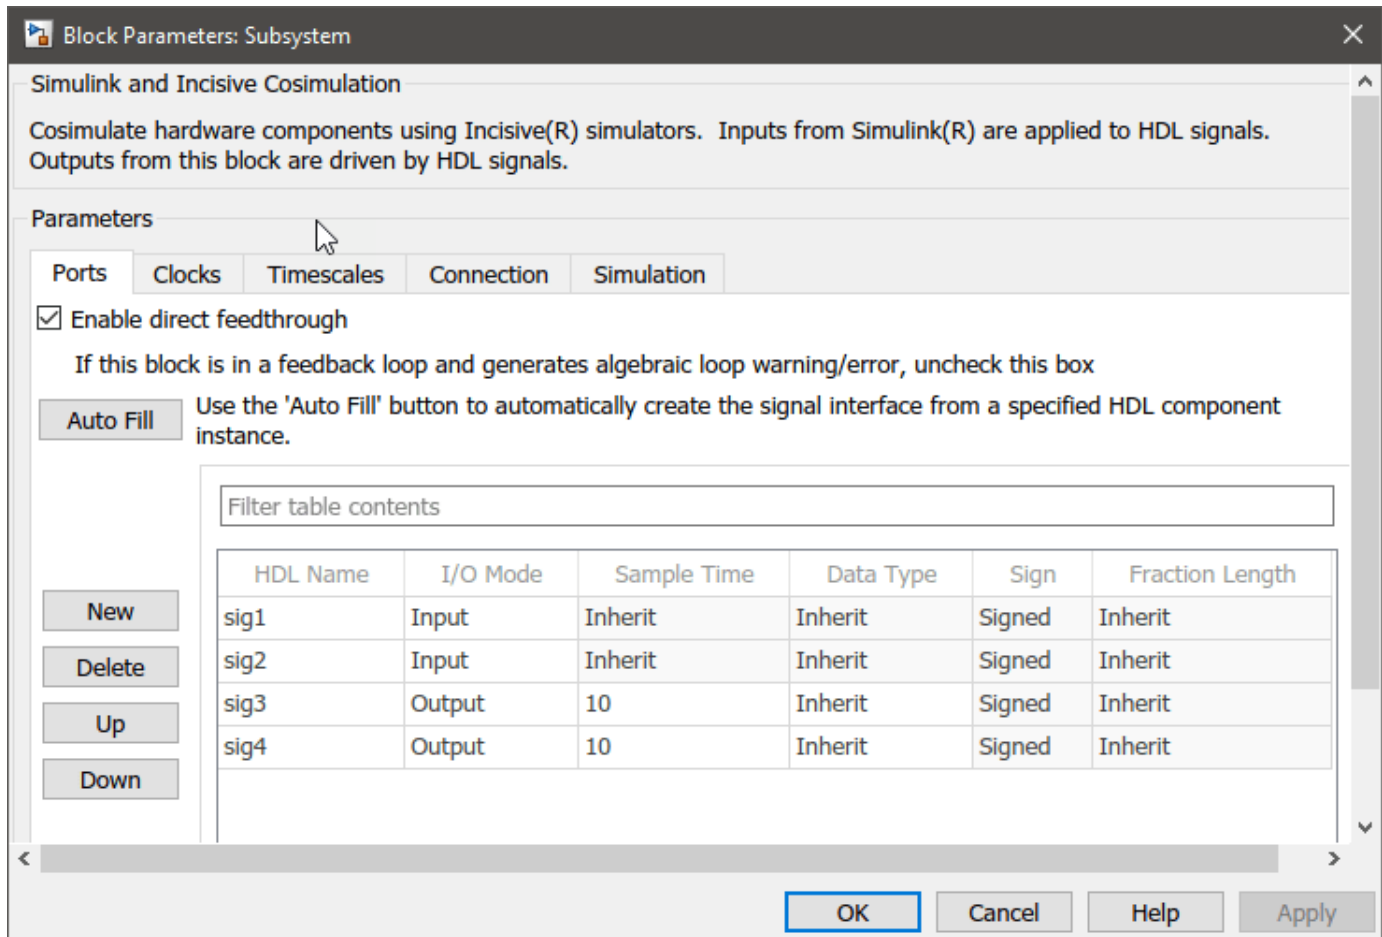 Block Parameters: Subsystem
Simulink and Incisive Cosimulation
Cosimulate hardware components using Incisive(R) simulators.  Inputs from Simulink(R) are applied to HDL signals.
Outputs from this block are driven by HDL signals.
Parameters
Ports Clocks Timescales Connection Simulation
Enable direct feedthrough
If this block is in a feedback loop and generates algebraic loop warning/error, uncheck this box
Auto Fill
Use the 'Auto Fill' button to automatically create the signal interface from a specified HDL component
instance.
Filter table contents
HDL Name I/O Mode Sample Time Data Type Sign Fraction Length
sig1 Input Inherit Inherit Signed Inherit
sig2 Input Inherit Inherit Signed Inherit
sig3 Output 10 Inherit Signed Inherit
sig4 Output 10 Inherit Signed Inherit
New
Delete
Up
Down
OK Cancel Help Apply